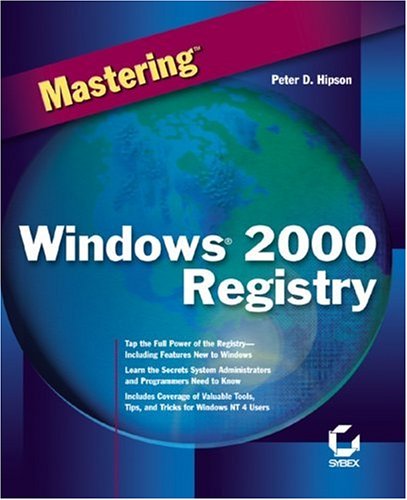 Mastering™
Peter D. Hipson
Windows® 2000
Registry
Tap the Full Power of the Registry—
Including Features New to Windows
Learn the Secrets System Administrators
and Programmers Need to Know
Includes Coverage of Valuable Tools,
Tips, and Tricks for Windows NT 4 Users
SYBEX